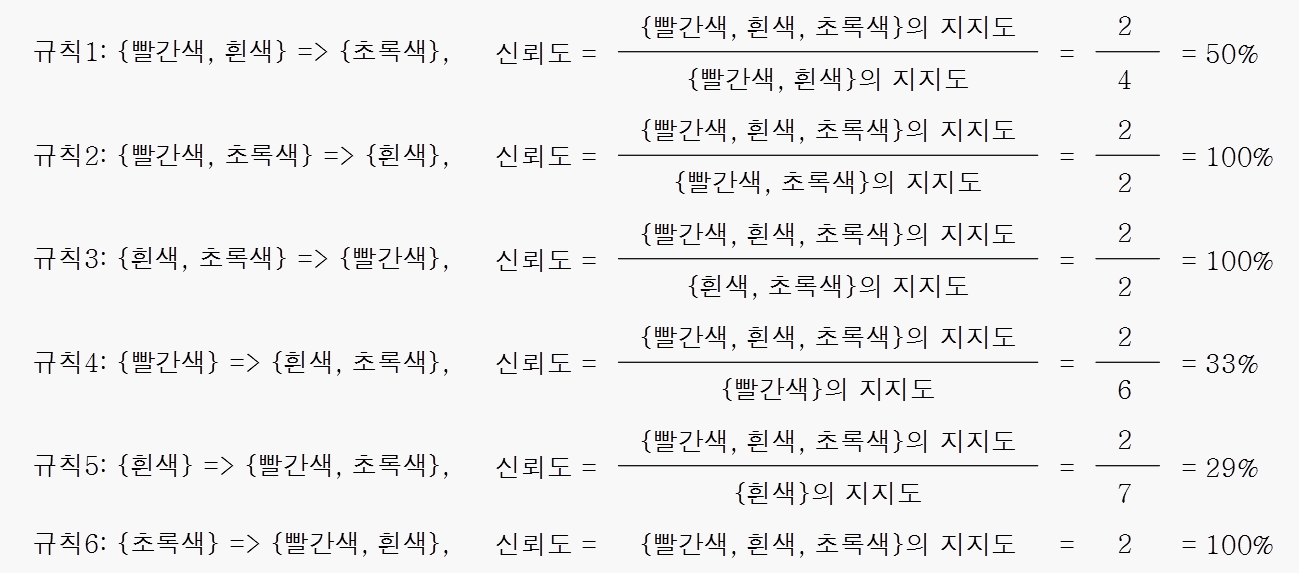 {빨간색, 흰색, 초록색}의 지지도 2
규칙1: {빨간색, 흰색} => {초록색}, 신뢰도 = = = 50%
{빨간색, 흰색}의 지지도 4
{빨간색, 흰색, 초록색}의 지지도 2
규칙2: {빨간색, 초록색} => {흰색}, 신뢰도 = = = 100%
{빨간색, 초록색}의 지지도 2
{빨간색, 흰색, 초록색}의 지지도 2
규칙3: {흰색, 초록색} => {빨간색}, 신뢰도 = = = 100%
{흰색, 초록색}의 지지도 2
{빨간색, 흰색, 초록색}의 지지도 2
규칙4: {빨간색} => {흰색, 초록색}, 신뢰도 = = = 33%
{빨간색}의 지지도 6
{빨간색, 흰색, 초록색}의 지지도 2
규칙5: {흰색} => {빨간색, 초록색}, 신뢰도 = = = 29%
{흰색}의 지지도 7
규칙6: {초록색} => {빨간색, 흰색}, 신뢰도 = {빨간색, 흰색, 초록색}의 지지도 = 2 = 100%